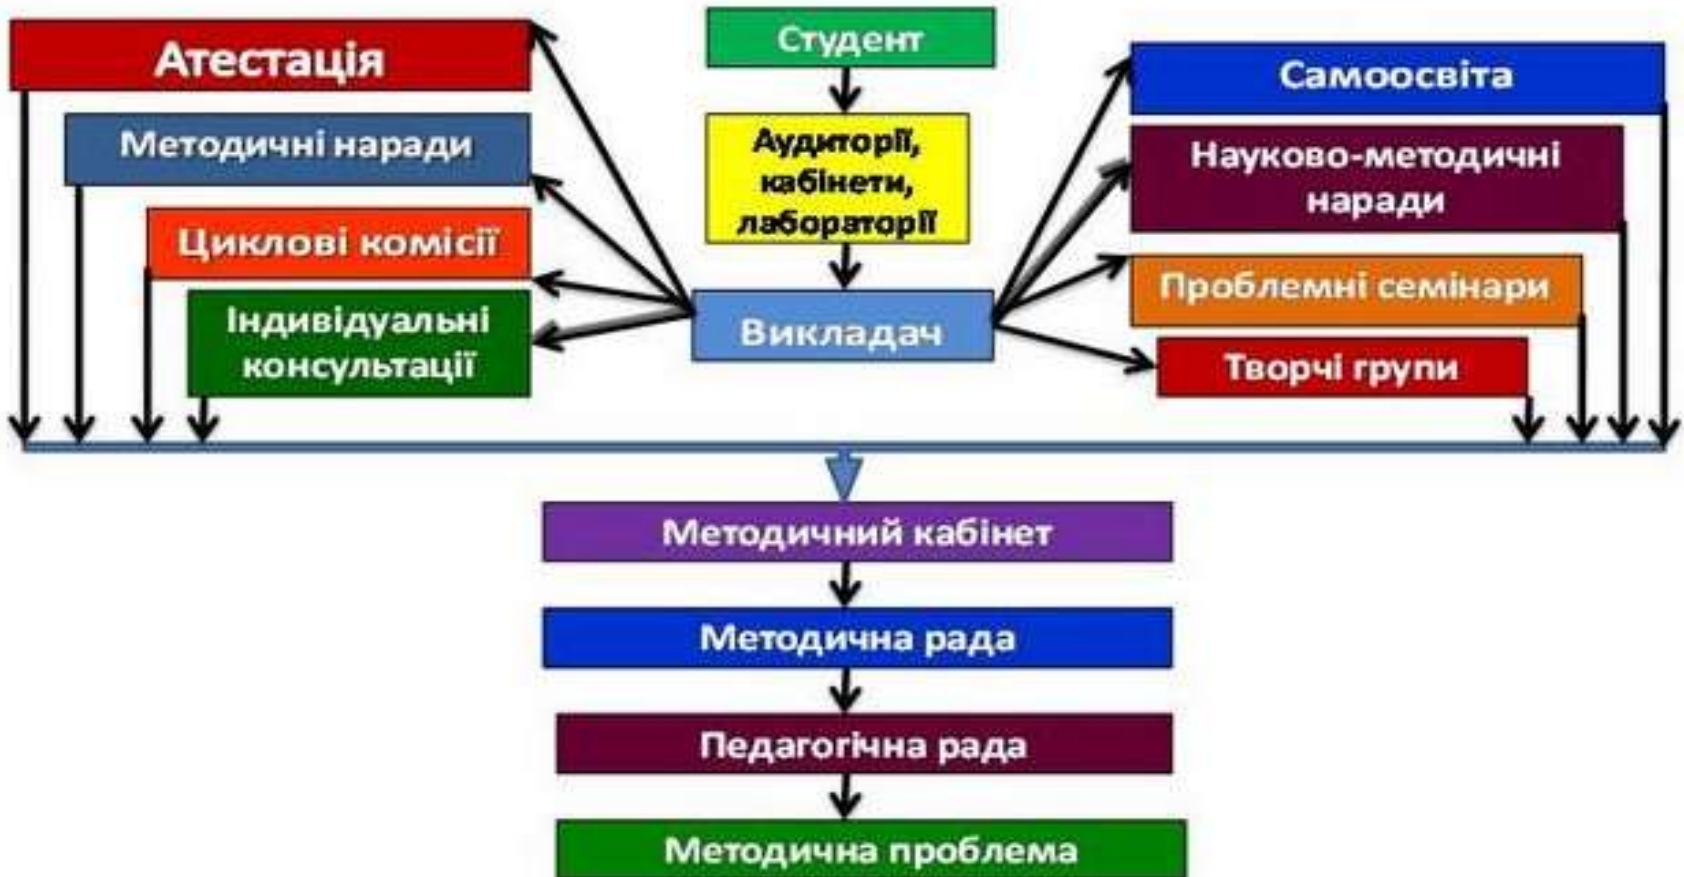 Атестація
Методичні наради
Циклові комісії
Індивідуальні
консультації
Студент
Аудиторії,
кабінети,
лабораторії
Викладач
Самоосвіта
Науково-методичні
наради
Проблемні семінари
Творчі групи
Методичний кабінет
Методична рада
Педагогічна рада
Методична проблема